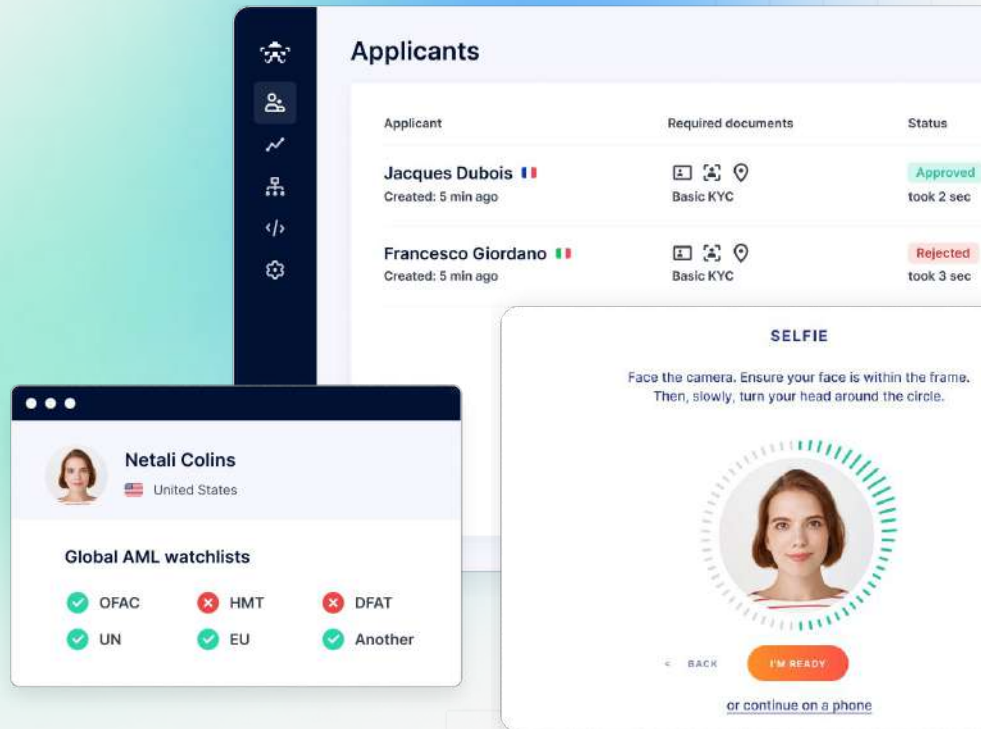 Applicants
Applicant Required documents Status
Jacques Dubois Approved
Created: 5 min ago Basic KYC took 2 sec
Francesco Giordano Rejected
Created: 5 min ago Basic KYC took 3 sec
SELFIE
Face the camera. Ensure your face is within the frame.
Then, slowly, turn your head around the circle.
< BACK I'M READY
or continue on a phone
Netali Colins
United States
Global AML watchlists
OFAC HMT DFAT
UN EU Another